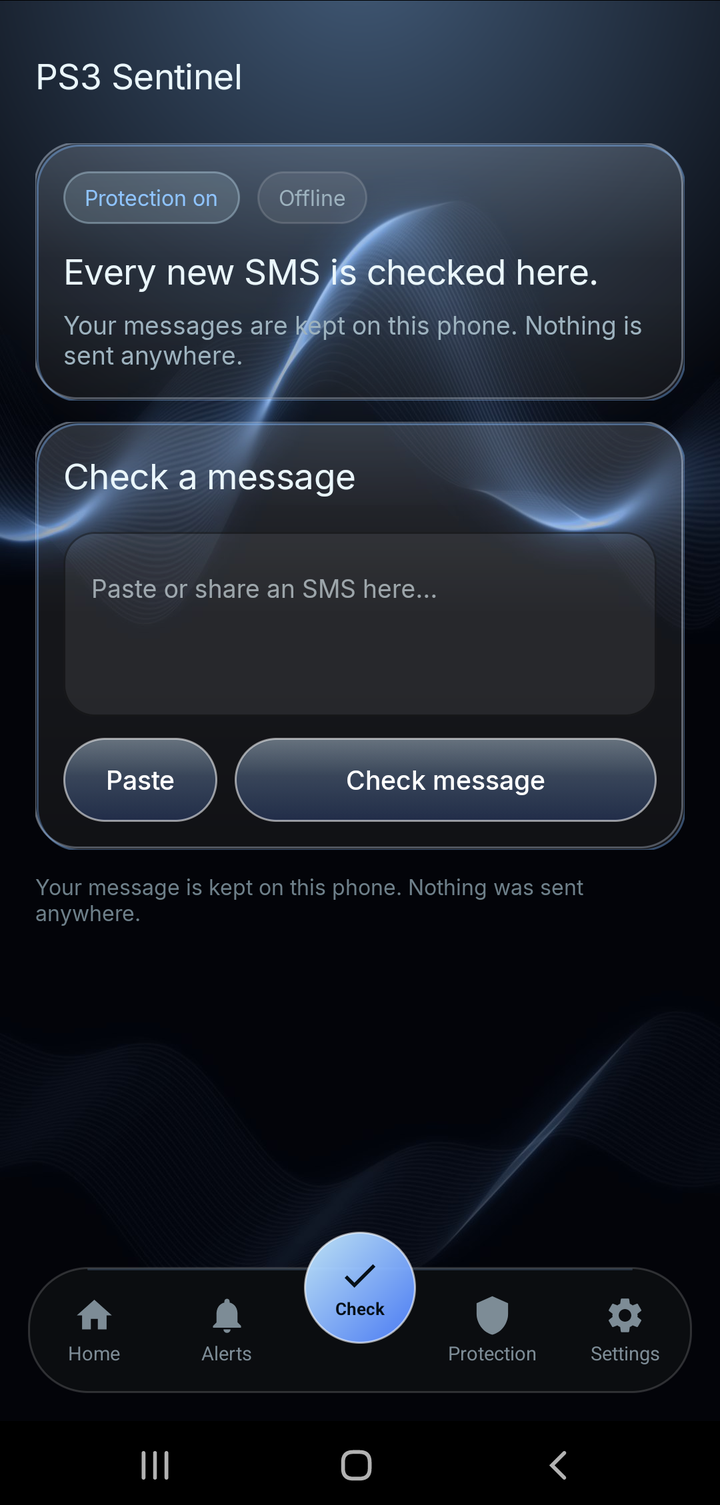 PS3 Sentinel
Protection on
Offline
Every new SMS is checked here.
Your messages are kept on this phone. Nothing is
sent anywhere.
Check a message
Paste or share an SMS here...
Paste
Check message
Your message is kept on this phone. Nothing was sent
anywhere.
Home
Alerts
Check
Protection
Settings